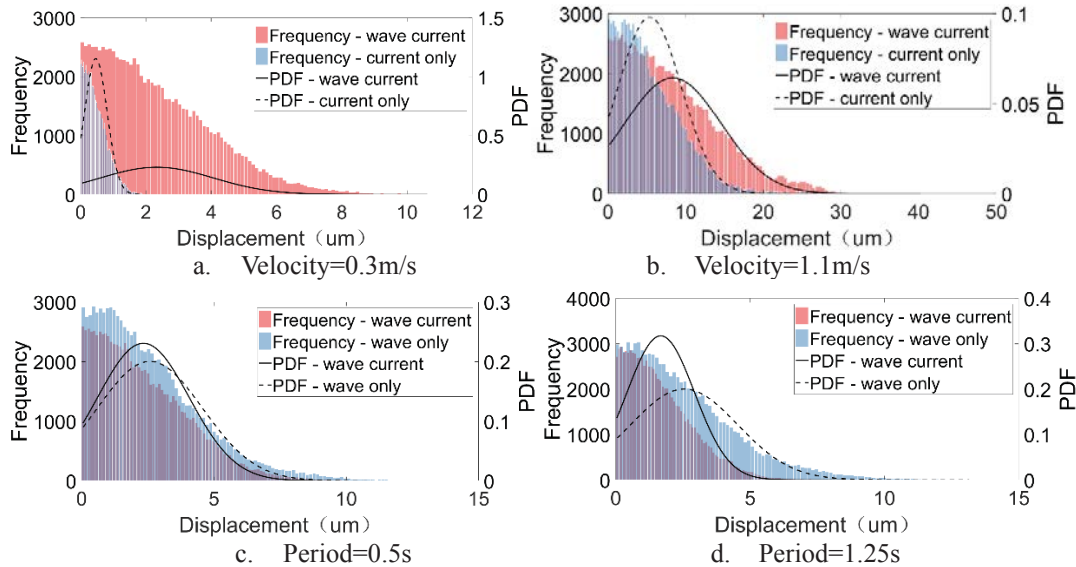 3000
2000
1000
0
Frequency
1.5
1
0.5
0
PDF
Frequency - wave current
Frequency - current only
PDF - wave current
PDF - current only
0 2 4 6 8 10 12
Displacement（um）
a. Velocity=0.3m/s
3000
2000
1000
0
Frequency
0.1
0.05
0
PDF
Frequency - wave current
Frequency - current only
PDF - wave current
PDF - current only
0 10 20 30 40 50
Displacement（um）
b. Velocity=1.1m/s
3000
2000
1000
0
Frequency
0.3
0.2
0.1
0
PDF
Frequency - wave current
Frequency - wave only
PDF - wave current
PDF - wave only
0 5 10 15
Displacement（um）
c. Period=0.5s
4000
3000
2000
1000
0
Frequency
0.4
0.3
0.2
0.1
0
PDF
Frequency - wave current
Frequency - wave only
PDF - wave current
PDF - wave only
0 5 10 15
Displacement（um）
d. Period=1.25s